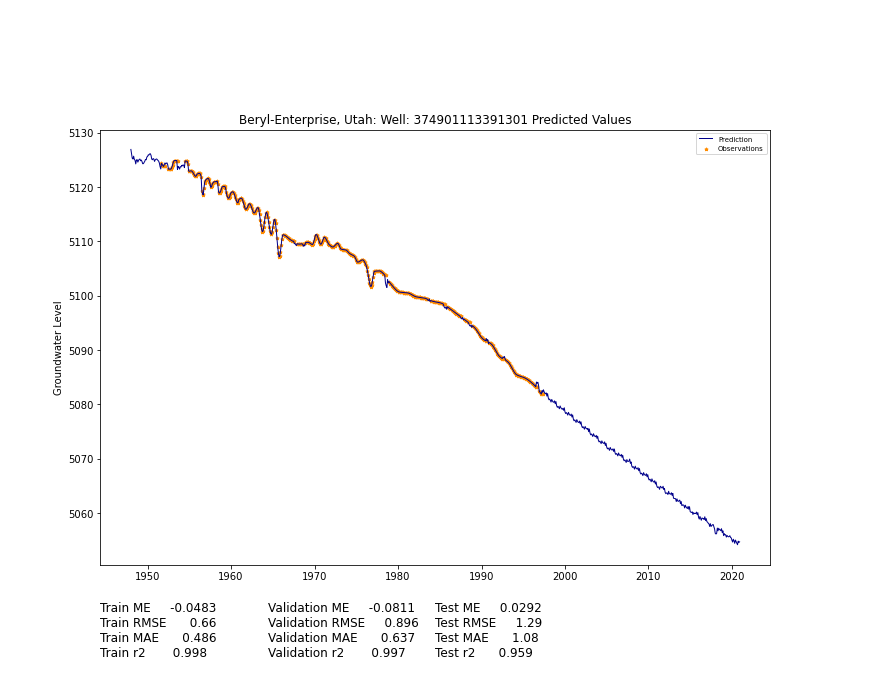 Beryl-Enterprise, Utah: Well: 374901113391301 Predicted Values
Prediction
Observations
Groundwater Level
5130
5120
5110
5100
5090
5080
5070
5060
1950 1960 1970 1980 1990 2000 2010 2020
Train ME -0.0483 Validation ME -0.0811 Test ME 0.0292
Train RMSE 0.66 Validation RMSE 0.896 Test RMSE 1.29
Train MAE 0.486 Validation MAE 0.637 Test MAE 1.08
Train r2 0.998 Validation r2 0.997 Test r2 0.959